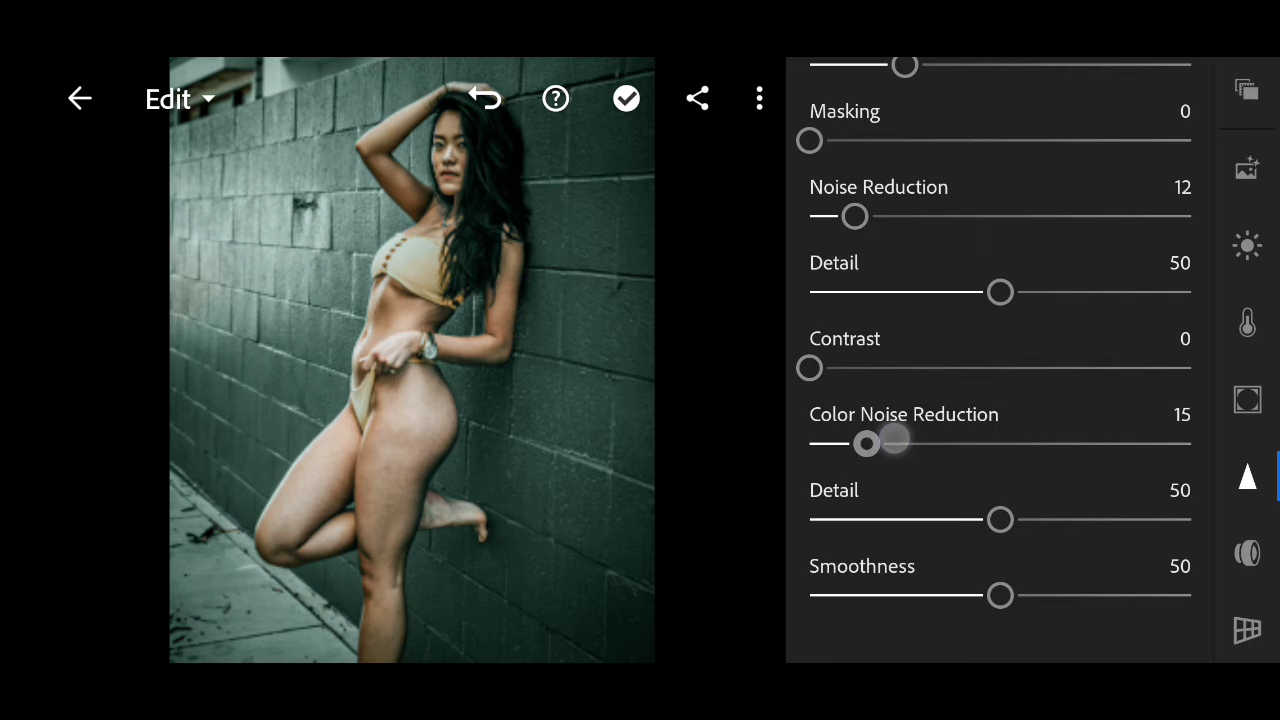 Edit
Masking 0
Noise Reduction 12
Detail 50
Contrast 0
Color Noise Reduction 15
Detail 50
Smoothness 50